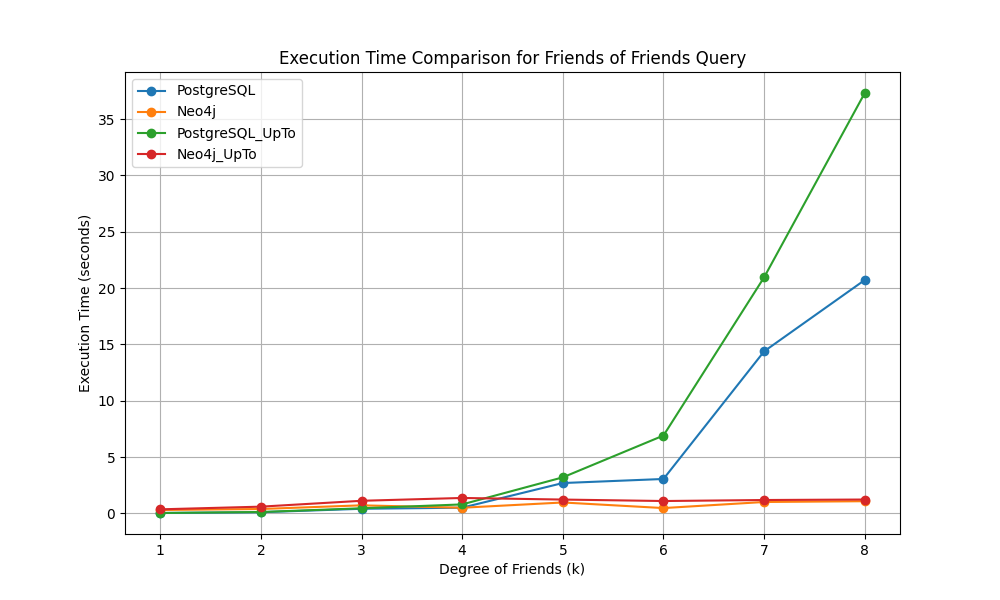 Execution Time Comparison for Friends of Friends Query
PostgreSQL
Neo4j
PostgreSQL_UpTo
Neo4j_UpTo
Execution Time (seconds)
35
30
25
20
15
10
5
0
1 2 3 4 5 6 7 8
Degree of Friends (k)